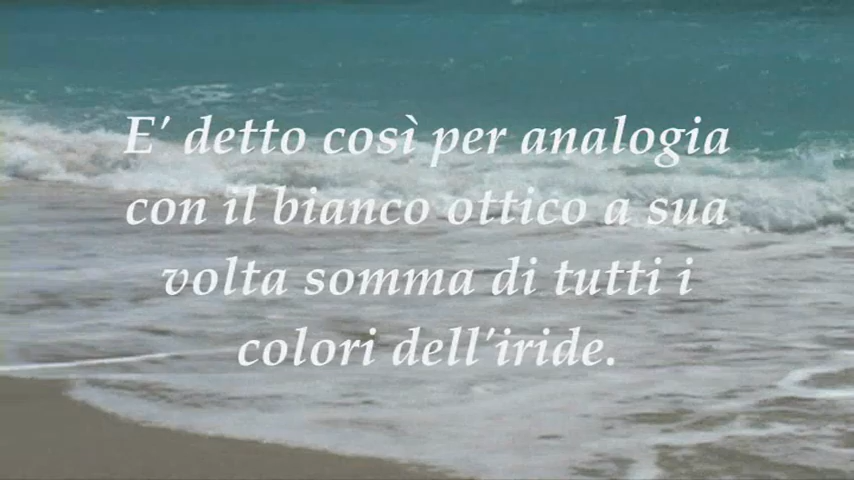 E' detto così per analogia
con il bianco ottico a sua
volta somma di tutti i
colori dell'iride.